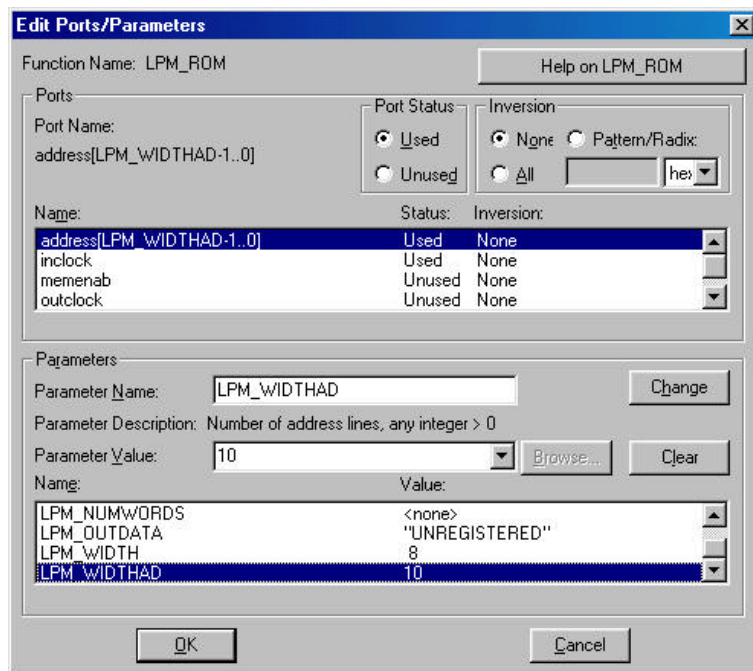 Edit Ports/Parameters
Function Name: LPM_ROM
Help on LPM_ROM
Ports
Port Name:
address[LPM_WIDTHAD-1..0]
Port Status
Used
Unused
Inversion
None
Pattern/Radix:
All
hex
Name: Status: Inversion:
address[LPM_WIDTHAD-1..0] Used None
inclock Used None
memenab Unused None
outclock Unused None
Parameters
Parameter Name: LPM_WIDTHAD
Change
Parameter Description: Number of address lines, any integer > 0
Parameter Value: 10
Browse...
Clear
Name: Value:
LPM_NUMWORDS <none>
LPM_OUTDATA "UNREGISTERED"
LPM_WIDTH 8
LPM_WIDTHAD 10
OK
Cancel